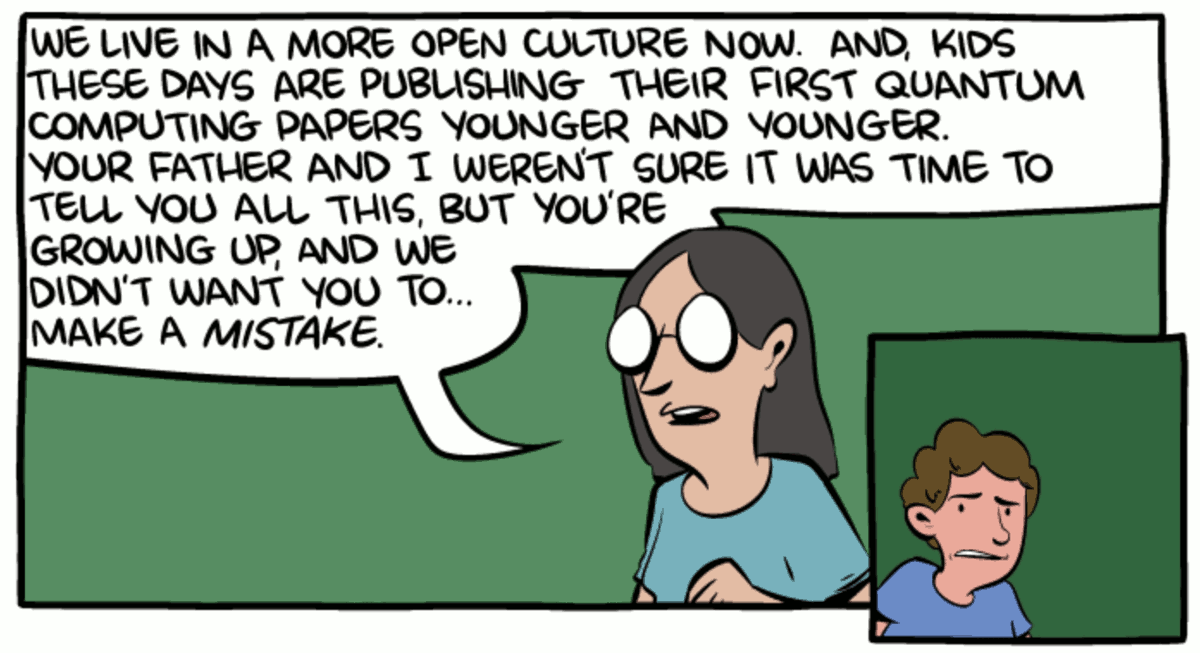 WE LIVE IN A MORE OPEN CULTURE NOW. AND, KIDS
THESE DAYS ARE PUBLISHING THEIR FIRST QUANTUM
COMPUTING PAPERS YOUNGER AND YOUNGER.
YOUR FATHER AND I WEREN'T SURE IT WAS TIME TO
TELL YOU ALL THIS, BUT YOU'RE
GROWING UP, AND WE
DIDN'T WANT YOU TO...
MAKE A MISTAKE.